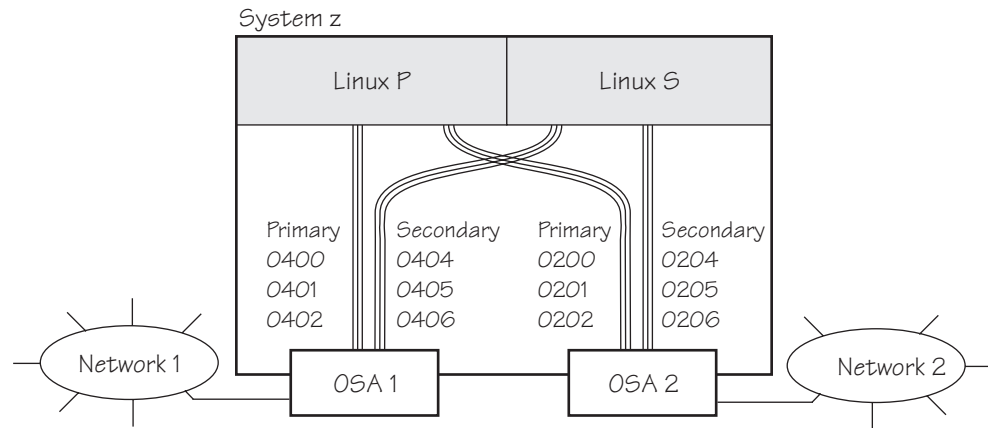 System z
Linux P
Linux S
Primary
0400
0401
0402
Secondary
0404
0405
0406
Primary
0200
0201
0202
Secondary
0204
0205
0206
Network 1
OSA 1
OSA 2
Network 2